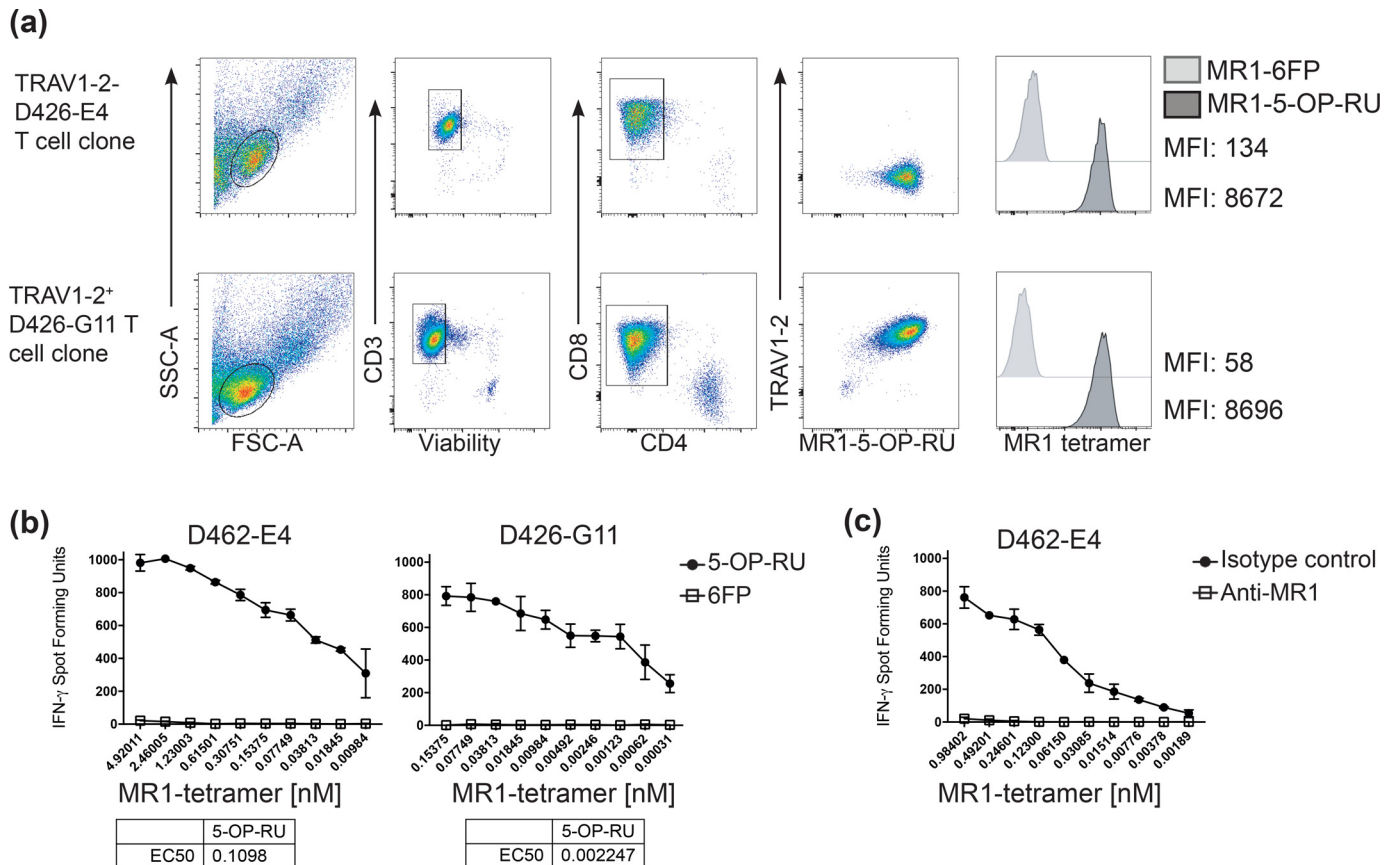 (a)
TRAV1-2-
D426-E4
T cell clone
MR1-6FP
MR1-5-OP-RU
MFI: 134
MFI: 8672
TRAV1-2+
D426-G11 T
cell clone
SSC-A
CD3
CD8
TRAV1-2
MFI: 58
MFI: 8696
FSC-A
Viability
CD4
MR1-5-OP-RU
MR1 tetramer
(b)
D462-E4
IFN-γ Spot Forming Units
1000
800
600
400
200
0
4.92011
2.46005
1.23003
0.61501
0.30751
0.15375
0.07749
0.03813
0.01845
0.00984
MR1-tetramer [nM]
5-OP-RU
EC50 0.1098
D426-G11
1000
800
600
400
200
0
0.15375
0.07749
0.03813
0.01845
0.00984
0.00492
0.00246
0.00123
0.00062
0.00031
MR1-tetramer [nM]
5-OP-RU
6FP
5-OP-RU
EC50 0.002247
(c)
D462-E4
IFN-γ Spot Forming Units
1000
800
600
400
200
0
0.98402
0.49201
0.24601
0.12300
0.06150
0.03085
0.01514
0.00776
0.00378
0.00189
MR1-tetramer [nM]
Isotype control
Anti-MR1